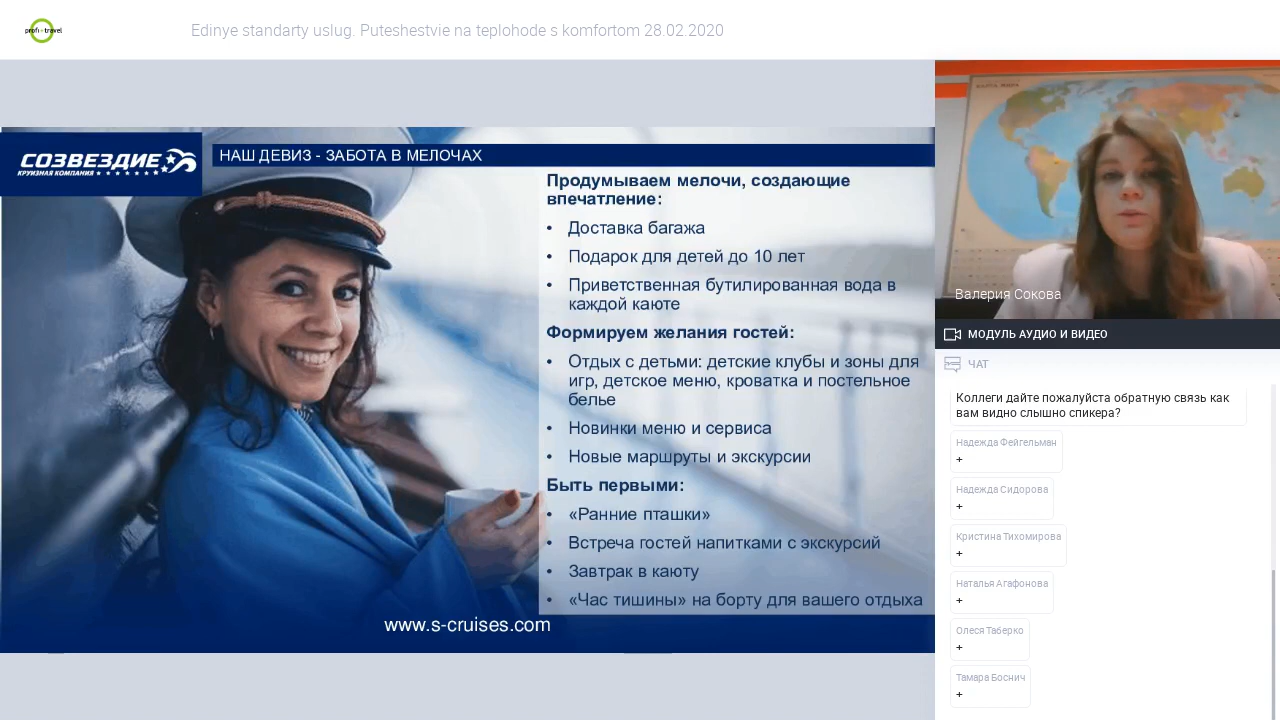 profi travel
Edinye standarty uslug. Puteshestvie na teplohode s komfortom 28.02.2020
СОЗВЕЗДИЕ
КРУИЗНАЯ КОМПАНИЯ
НАШ ДЕВИЗ - ЗАБОТА В МЕЛОЧАХ
Продумываем мелочи, создающие
впечатление:
• Доставка багажа
• Подарок для детей до 10 лет
• Приветственная бутилированная вода в
каждой каюте
Формируем желания гостей:
• Отдых с детьми: детские клубы и зоны для
игр, детское меню, кроватка и постельное
белье
• Новинки меню и сервиса
• Новые маршруты и экскурсии
Быть первыми:
• «Ранние пташки»
• Встреча гостей напитками с экскурсий
• Завтрак в каюту
• «Час тишины» на борту для вашего отдыха
www.s-cruises.com
Валерия Сокова
МОДУЛЬ АУДИО И ВИДЕО
ЧАТ
Коллеги дайте пожалуйста обратную связь как
вам видно слышно спикера?
Надежда Фейгельман
+
Надежда Сидорова
+
Кристина Тихомирова
+
Наталья Агафонова
+
Олеся Таберко
+
Тамара Боснич
+